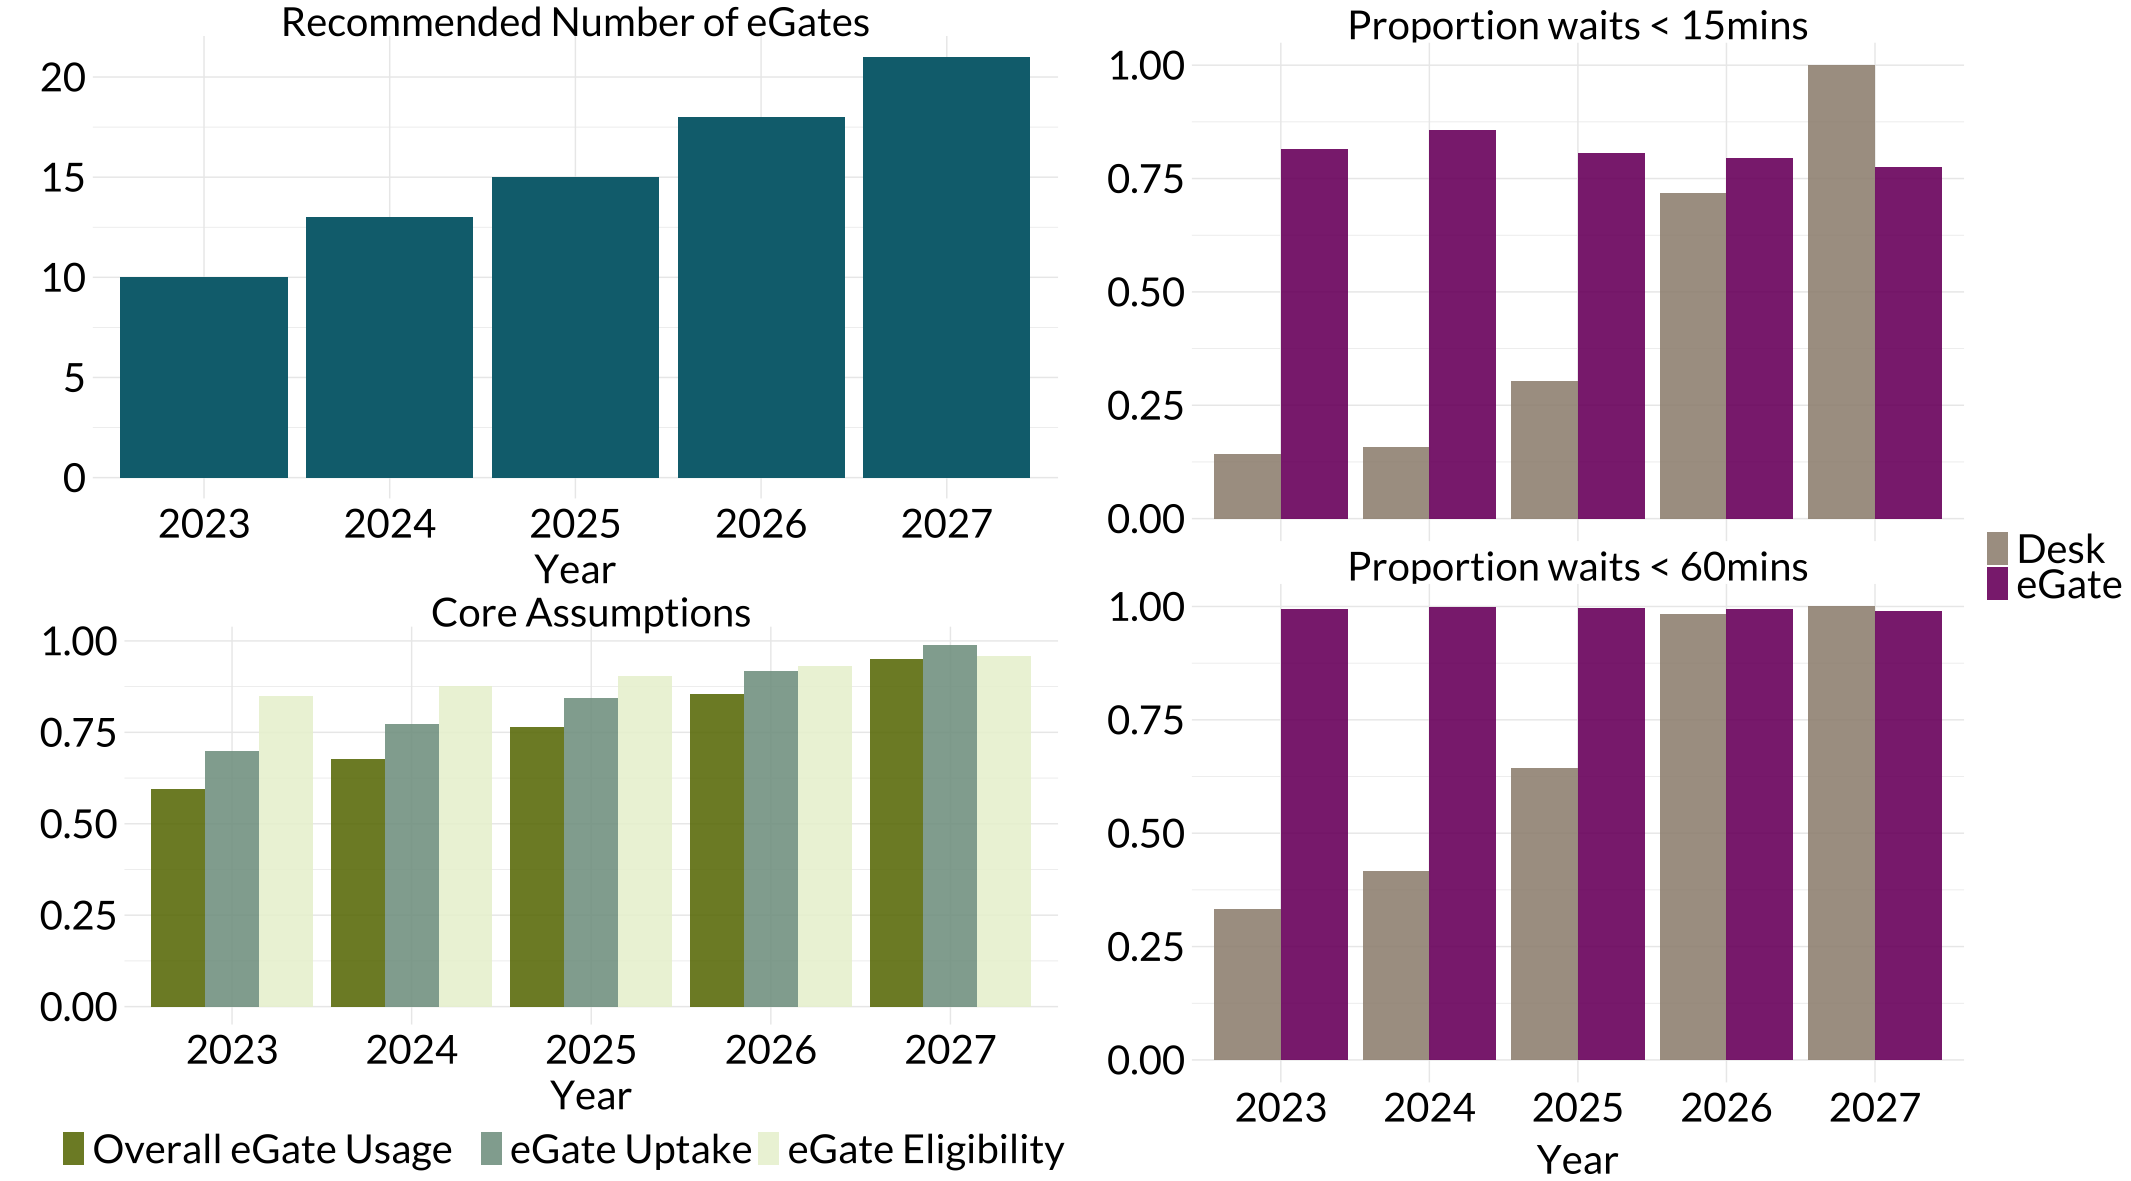 Recommended Number of eGates
20
15
10
5
0
2023 2024 2025 2026 2027
Year
Core Assumptions
1.00
0.75
0.50
0.25
0.00
2023 2024 2025 2026 2027
Year
Overall eGate Usage eGate Uptake eGate Eligibility
Proportion waits < 15mins
1.00
0.75
0.50
0.25
0.00
Proportion waits < 60mins
1.00
0.75
0.50
0.25
0.00
2023 2024 2025 2026 2027
Year
Desk
eGate